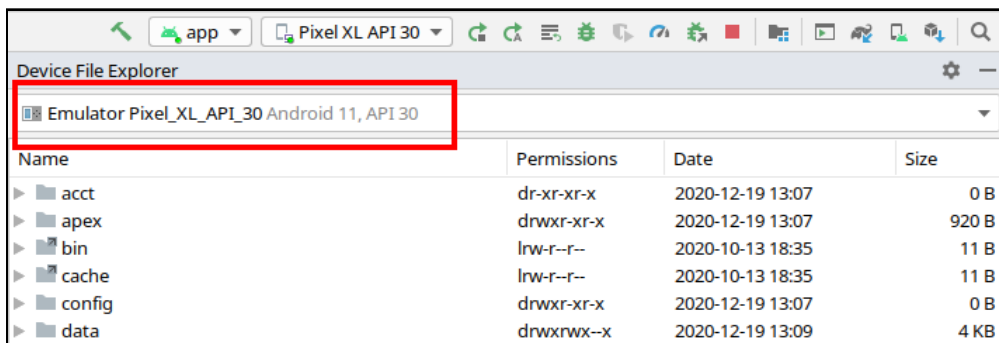 app Pixel XL API 30
Device File Explorer
Emulator Pixel_XL_API_30 Android 11, API 30
Name Permissions Date Size
acct dr-xr-xr-x 2020-12-19 13:07 0 B
apex drwxr-xr-x 2020-12-19 13:07 920 B
bin lrw-r--r-- 2020-10-13 18:35 11 B
cache lrw-r--r-- 2020-10-13 18:35 11 B
config drwxr-xr-x 2020-12-19 13:07 0 B
data drwxrwx--x 2020-12-19 13:09 4 KB